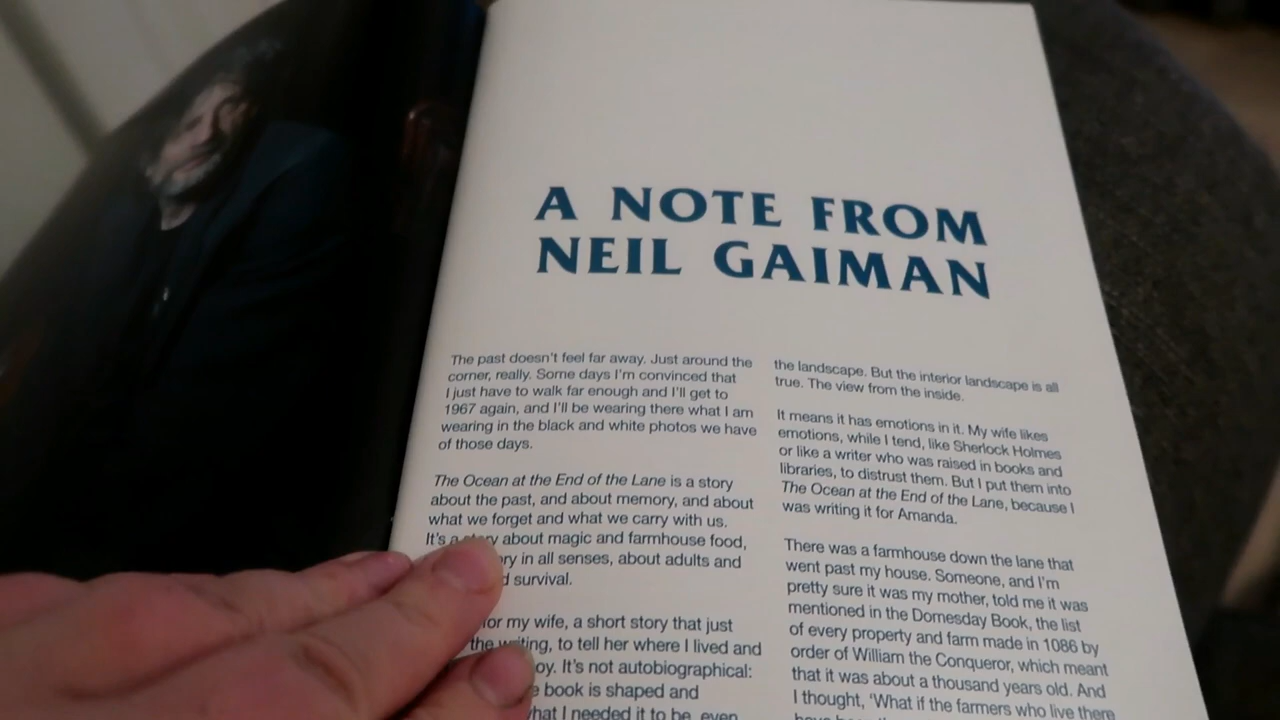 A NOTE FROM
NEIL GAIMAN
The past doesn't feel far away. Just around the
corner, really. Some days I'm convinced that
I just have to walk far enough and I'll get to
1967 again, and I'll be wearing there what I am
wearing in the black and white photos we have
of those days.
The Ocean at the End of the Lane is a story
about the past, and about memory, and about
what we forget and what we carry with us.
It's a story about magic and farmhouse food,
in all senses, about adults and
survival.
for my wife, a short story that just
the writing, to tell her where I lived and
It's not autobiographical:
book is shaped and
what I needed it to be, even
the landscape. But the interior landscape is all
true. The view from the inside.
It means it has emotions in it. My wife likes
emotions, while I tend, like Sherlock Holmes
or like a writer who was raised in books and
libraries, to distrust them. But I put them into
The Ocean at the End of the Lane, because I
was writing it for Amanda.
There was a farmhouse down the lane that
went past my house. Someone, and I'm
pretty sure it was my mother, told me it was
mentioned in the Domesday Book, the list
of every property and farm made in 1086 by
order of William the Conqueror, which meant
that it was about a thousand years old. And
I thought, 'What if the farmers who live there